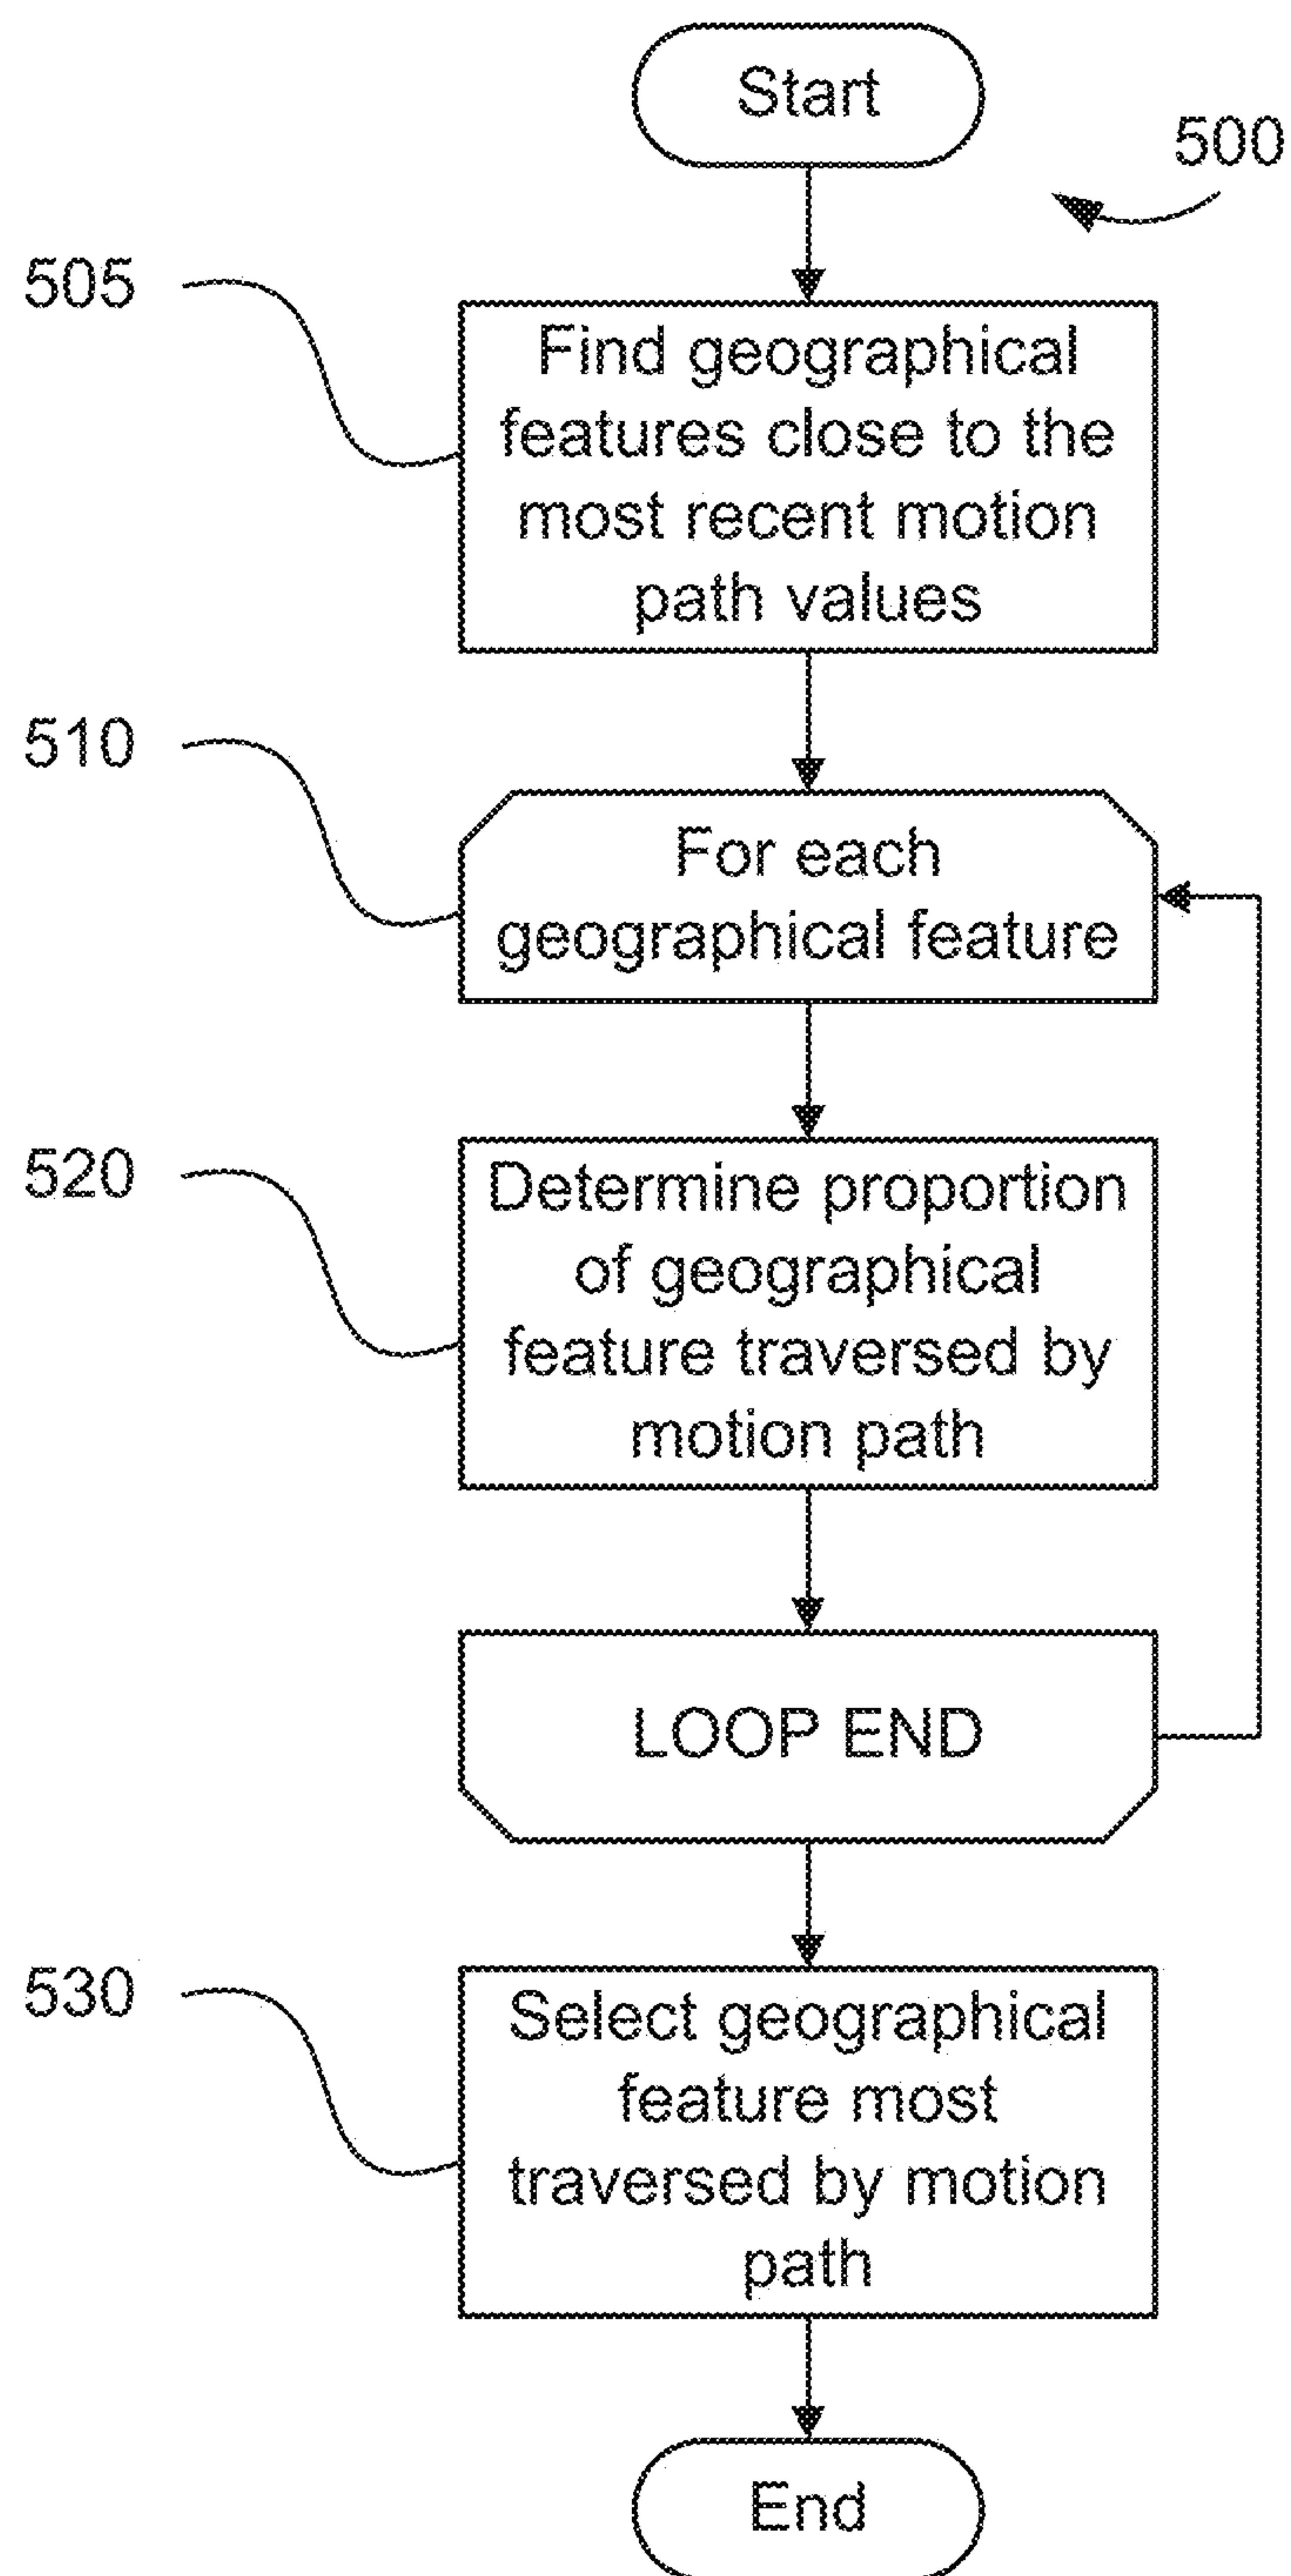 Start
500
505
Find geographical
features close to the
most recent motion
path values
510
For each
geographical feature
520
Determine proportion
of geographical
feature traversed by
motion path
LOOP END
530
Select geographical
feature most
traversed by motion
path
End